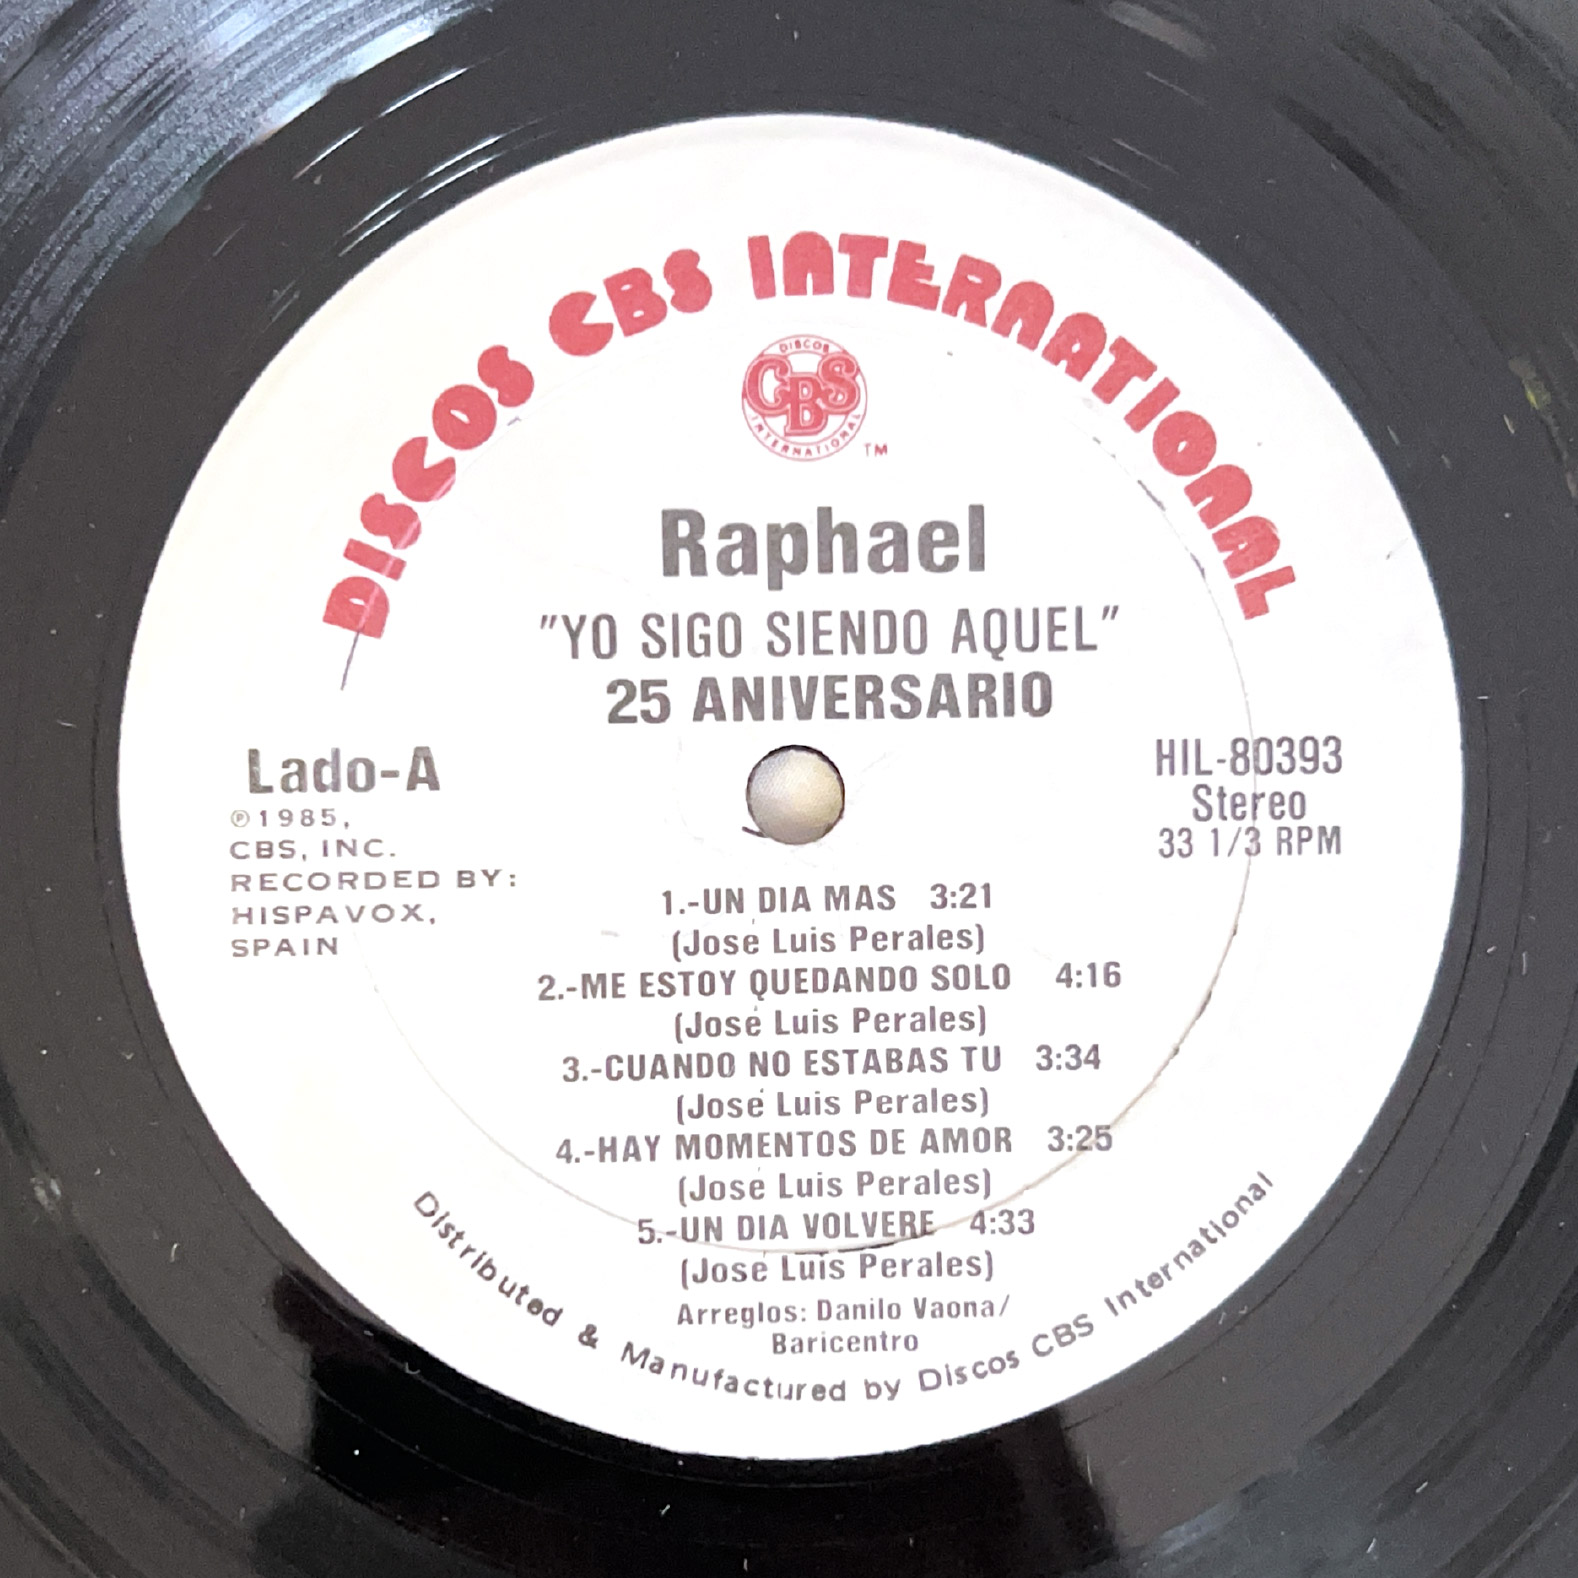 DISCOS CBS INTERNATIONAL
DISCOS
CBS
INTERNATIONAL
TM
Raphael
"YO SIGO SIENDO AQUEL"
25 ANIVERSARIO
Lado-A
℗1985,
CBS, INC.
RECORDED BY:
HISPAVOX,
SPAIN
HIL-80393
Stereo
33 1/3 RPM
1.-UN DIA MAS 3:21
(José Luis Perales)
2.-ME ESTOY QUEDANDO SOLO 4:16
(José Luis Perales)
3.-CUANDO NO ESTABAS TU 3:34
(José Luis Perales)
4.-HAY MOMENTOS DE AMOR 3:25
(José Luis Perales)
5.-UN DIA VOLVERE 4:33
(José Luis Perales)
Arreglos: Danilo Vaona/
Baricentro
Distributed & Manufactured by Discos CBS International